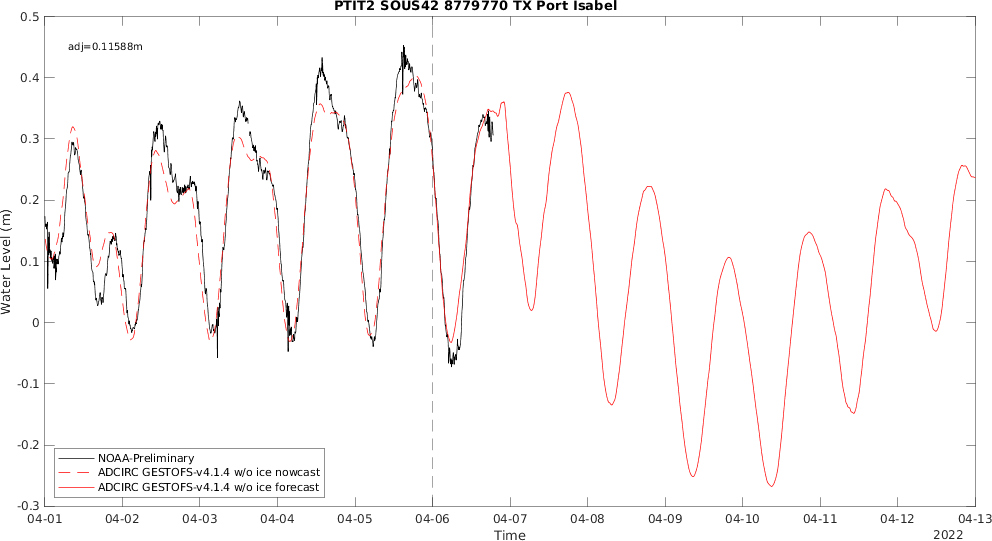 PTIT2 SOUS42 8779770 TX Port Isabel
adj=0.11588m
0.5
0.4
0.3
0.2
0.1
0
-0.1
-0.2
-0.3
Water Level (m)
NOAA-Preliminary
ADCIRC GESTOFS-v4.1.4 w/o ice nowcast
ADCIRC GESTOFS-v4.1.4 w/o ice forecast
04-01 04-02 04-03 04-04 04-05 04-06 04-07 04-08 04-09 04-10 04-11 04-12 04-13
Time
2022